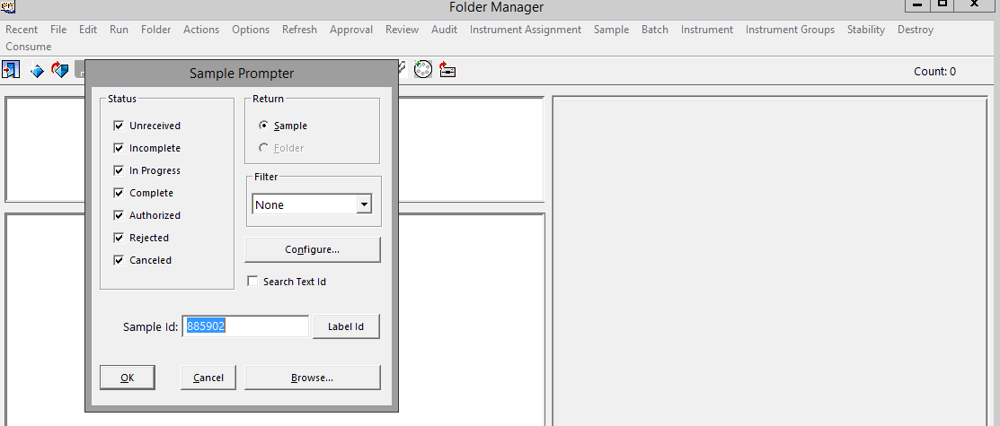 Folder Manager
Recent File Edit Run Folder Actions Options Refresh Approval Review Audit Instrument Assignment Sample Batch Instrument Instrument Groups Stability Destroy
Consume
Count: 0
Sample Prompter
Status
Unreceived
Incomplete
In Progress
Complete
Authorized
Rejected
Canceled
Return
Sample
Folder
Filter
None
Configure...
Search Text Id
Sample Id: 885902 Label Id
OK Cancel Browse...